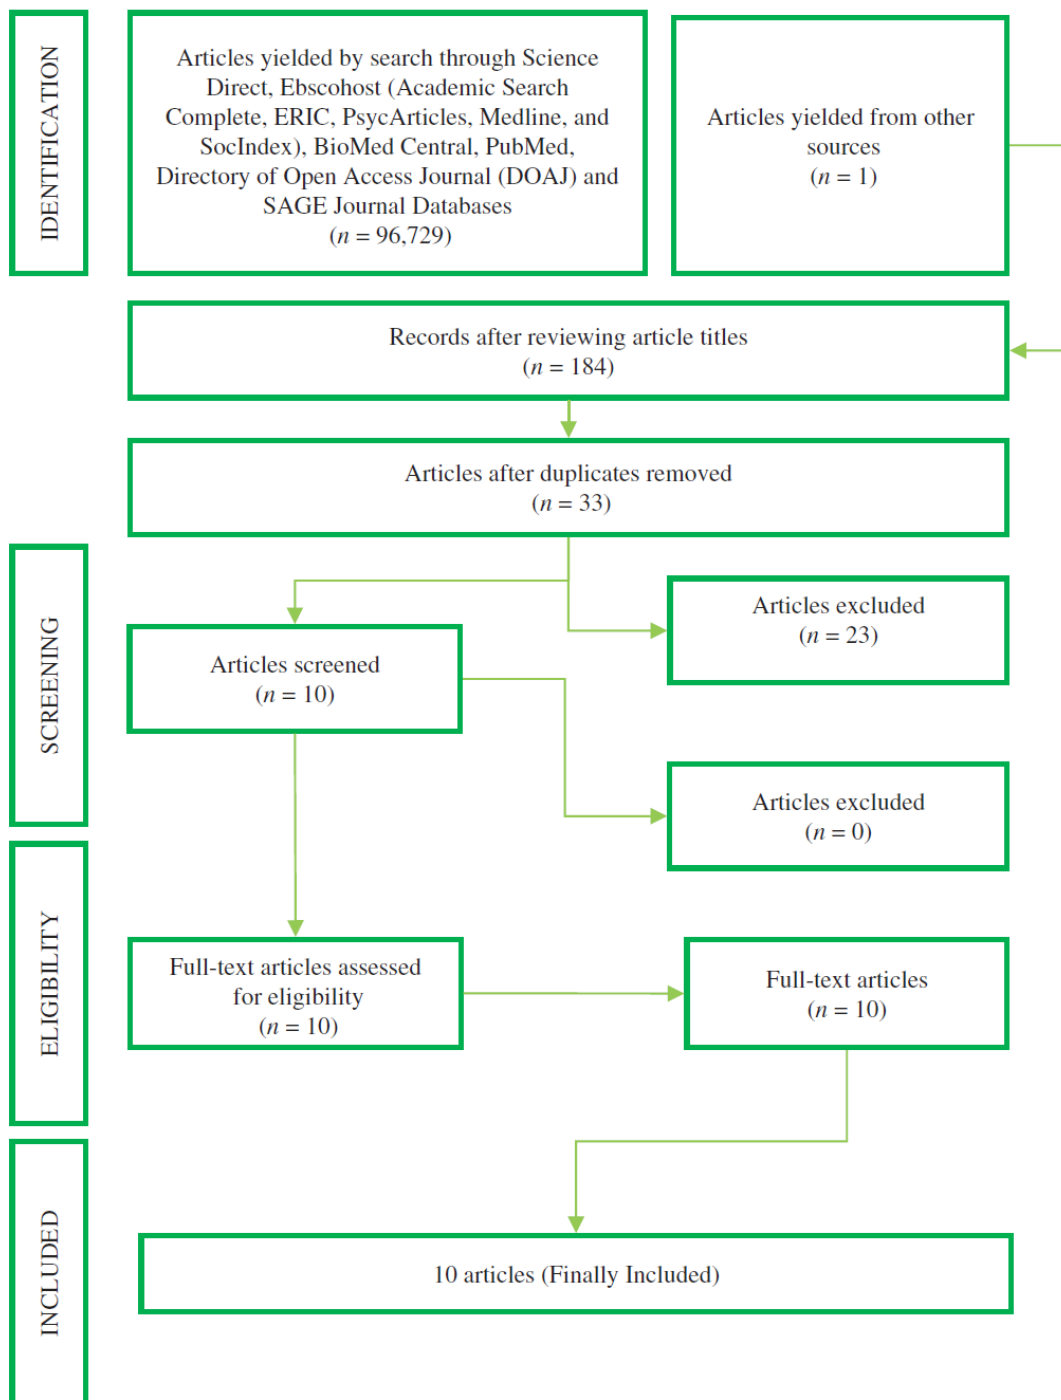 IDENTIFICATION
Articles yielded by search through Science
Direct, Ebscohost (Academic Search
Complete, ERIC, PsycArticles, Medline, and
SocIndex), BioMed Central, PubMed,
Directory of Open Access Journal (DOAJ) and
SAGE Journal Databases
(n = 96,729)
Articles yielded from other
sources
(n = 1)
Records after reviewing article titles
(n = 184)
Articles after duplicates removed
(n = 33)
SCREENING
Articles excluded
(n = 23)
Articles screened
(n = 10)
Articles excluded
(n = 0)
ELIGIBILITY
Full-text articles assessed
for eligibility
(n = 10)
Full-text articles
(n = 10)
INCLUDED
10 articles (Finally Included)